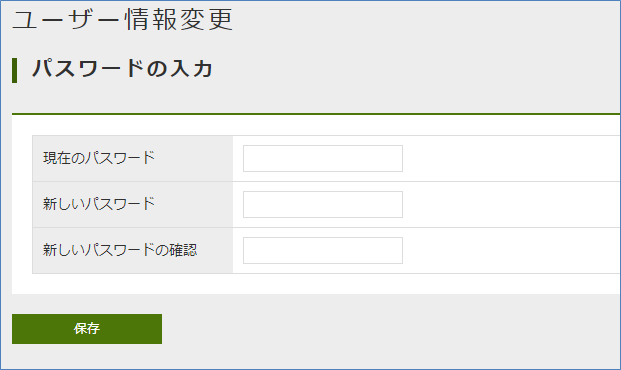 ユーザー情報変更
パスワードの入力
現在のパスワード
新しいパスワード
新しいパスワードの確認
保存